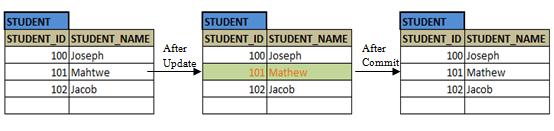 STUDENT
STUDENT_ID STUDENT_NAME
100 Joseph
101 Mahtwe
102 Jacob
After
Update
STUDENT
STUDENT_ID STUDENT_NAME
100 Joseph
101 Mathew
102 Jacob
After
Commit
STUDENT
STUDENT_ID STUDENT_NAME
100 Joseph
101 Mathew
102 Jacob